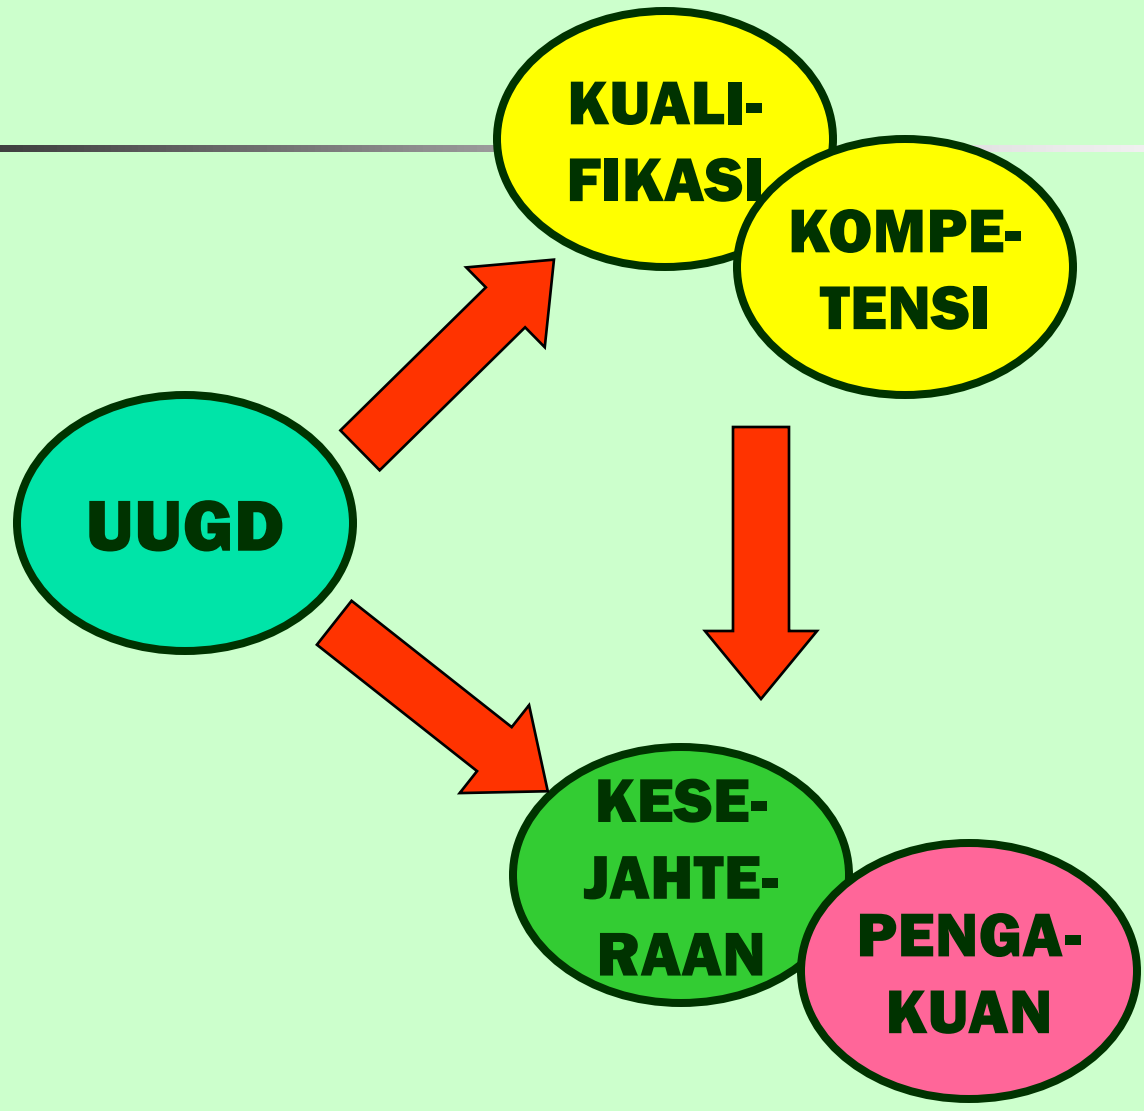 KUALI-
FIKASI
KOMPE-
TENSI
UUGD
KESE-
JAHTE-
RAAN
PENGA-
KUAN